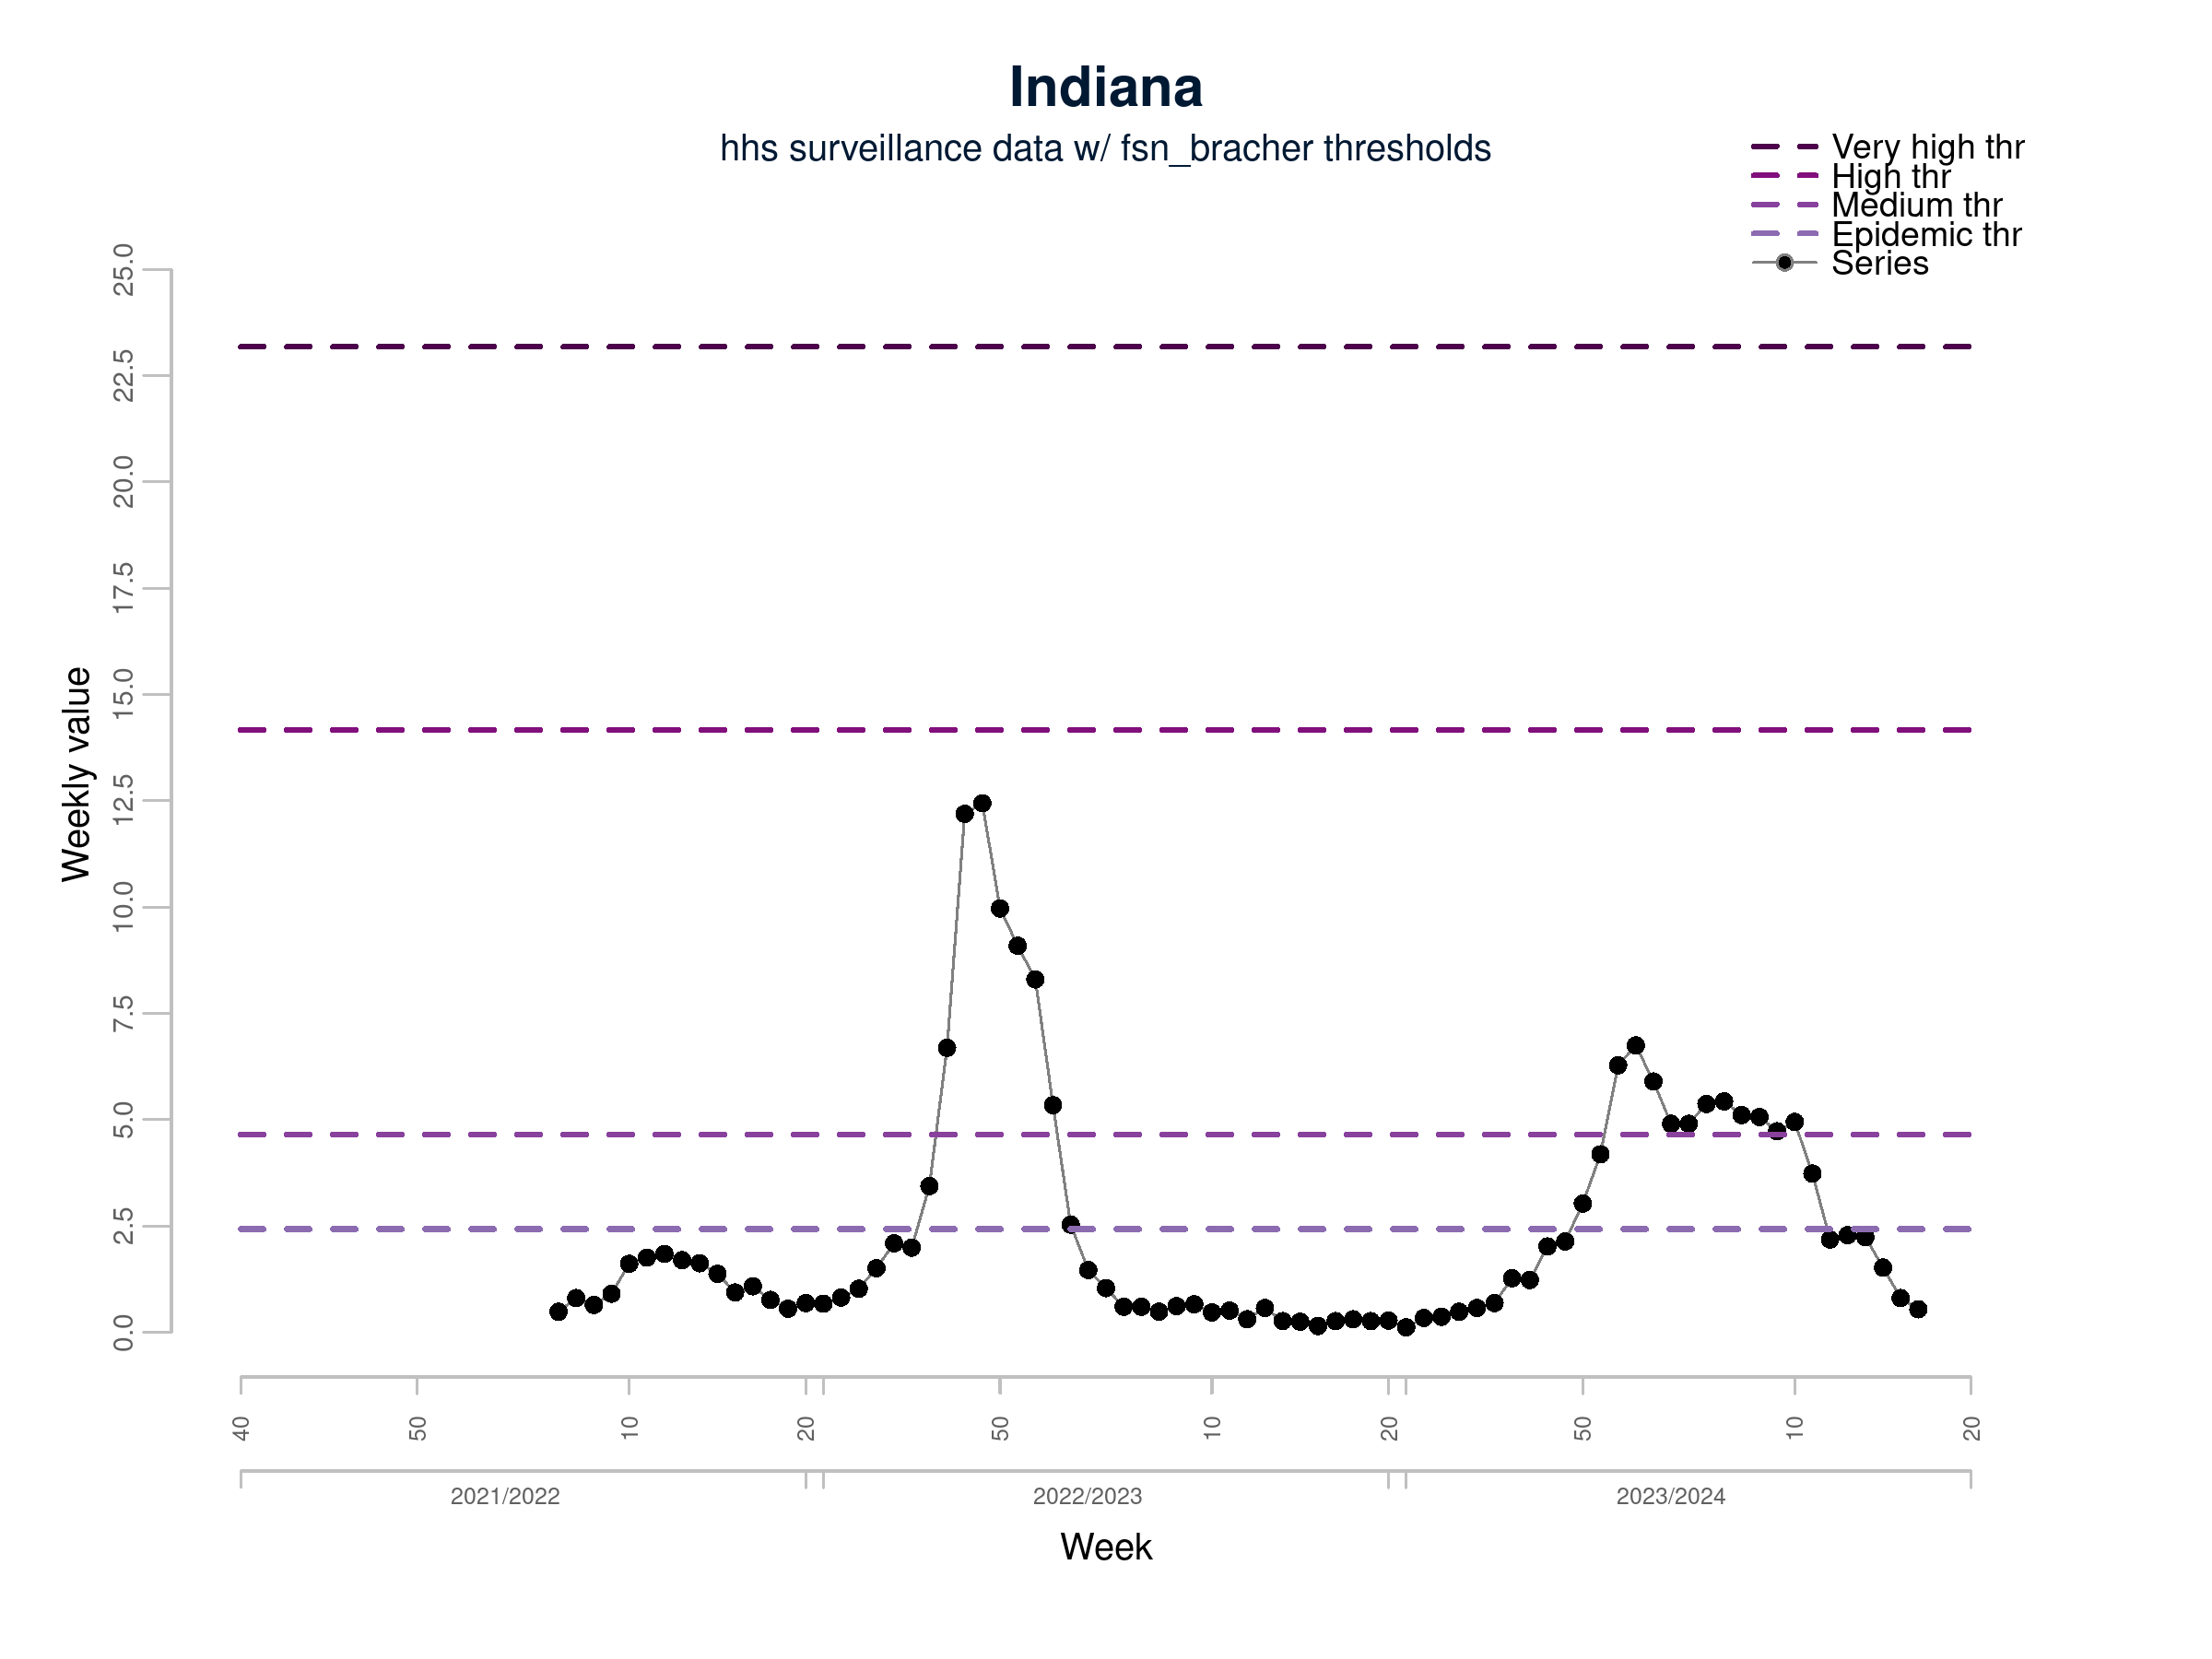 Indiana
hhs surveillance data w/ fsn_bracher thresholds
Very high thr
High thr
Medium thr
Epidemic thr
Series
Weekly value
25.0
22.5
20.0
17.5
15.0
12.5
10.0
7.5
5.0
2.5
0.0
40 50 10 20 50 10 20 50 10 20
2021/2022 2022/2023 2023/2024
Week